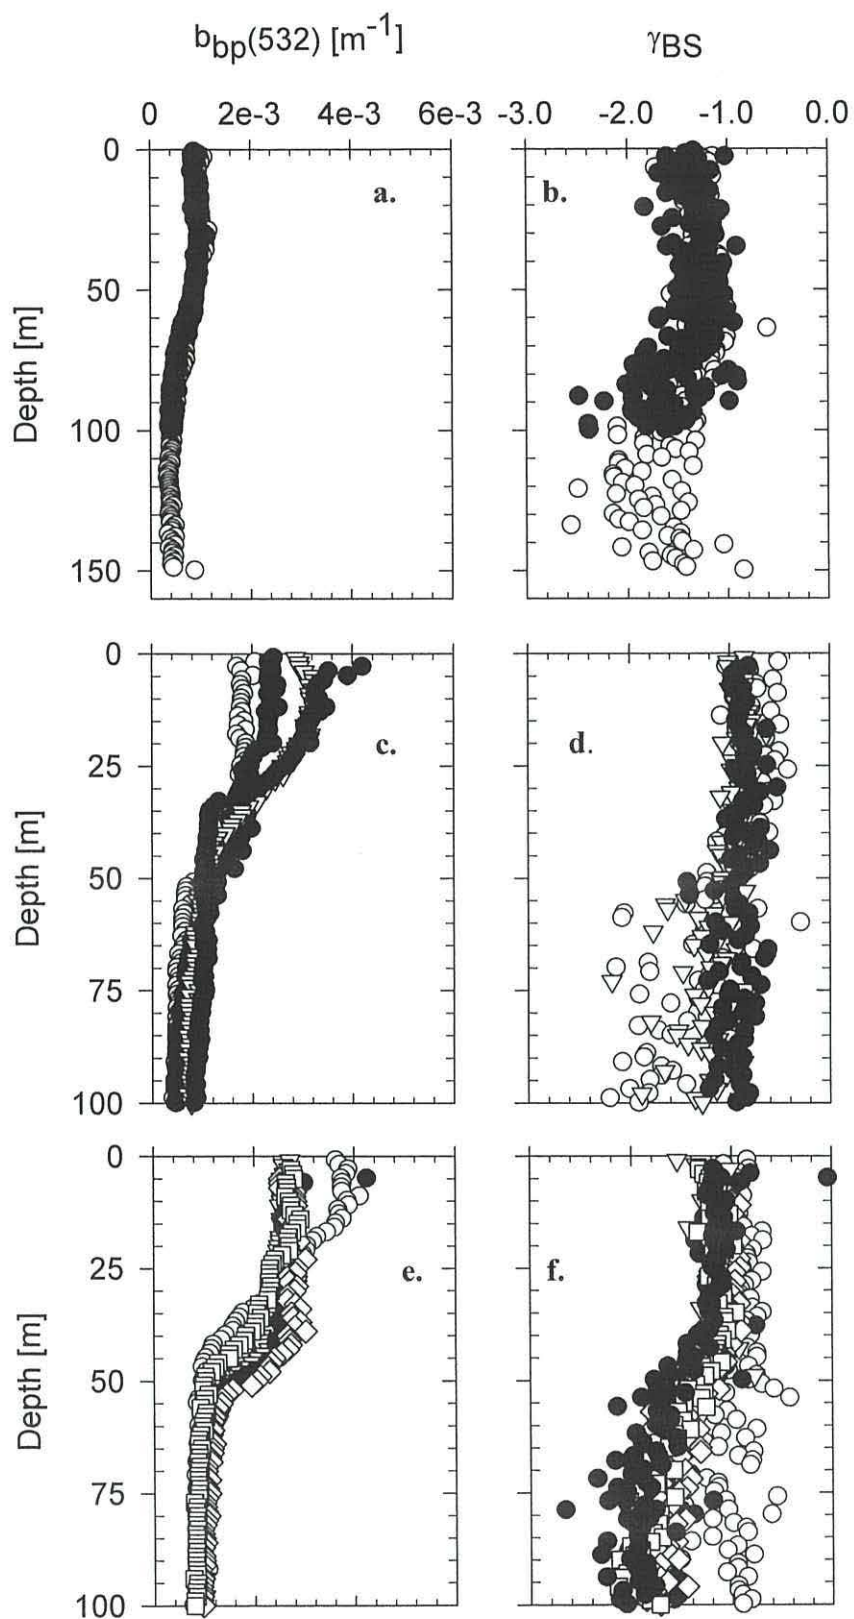 b_bp(532) [m⁻¹] γ_BS
0 2e-3 4e-3 6e-3 -3.0 -2.0 -1.0 0.0
0
50
100
150
Depth [m]
a. b.
0
25
50
75
100
Depth [m]
c. d.
0
25
50
75
100
Depth [m]
e. f.